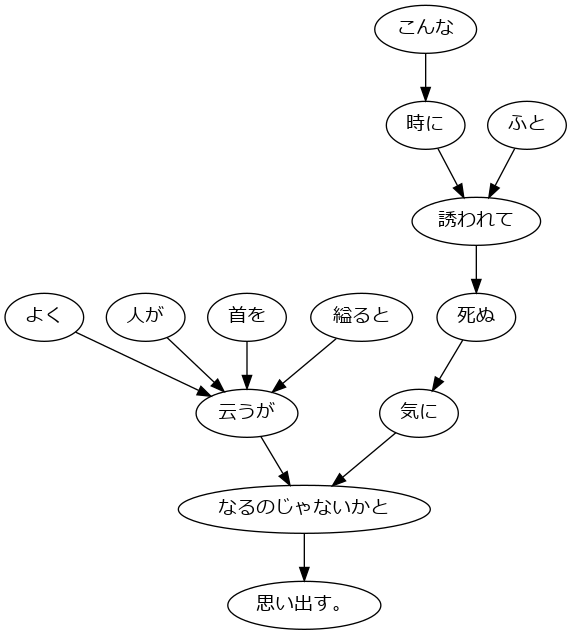 こんな
時に
ふと
誘われて
よく
人が
首を
縊ると
死ぬ
云うが
気に
なるのじゃないかと
思い出す。